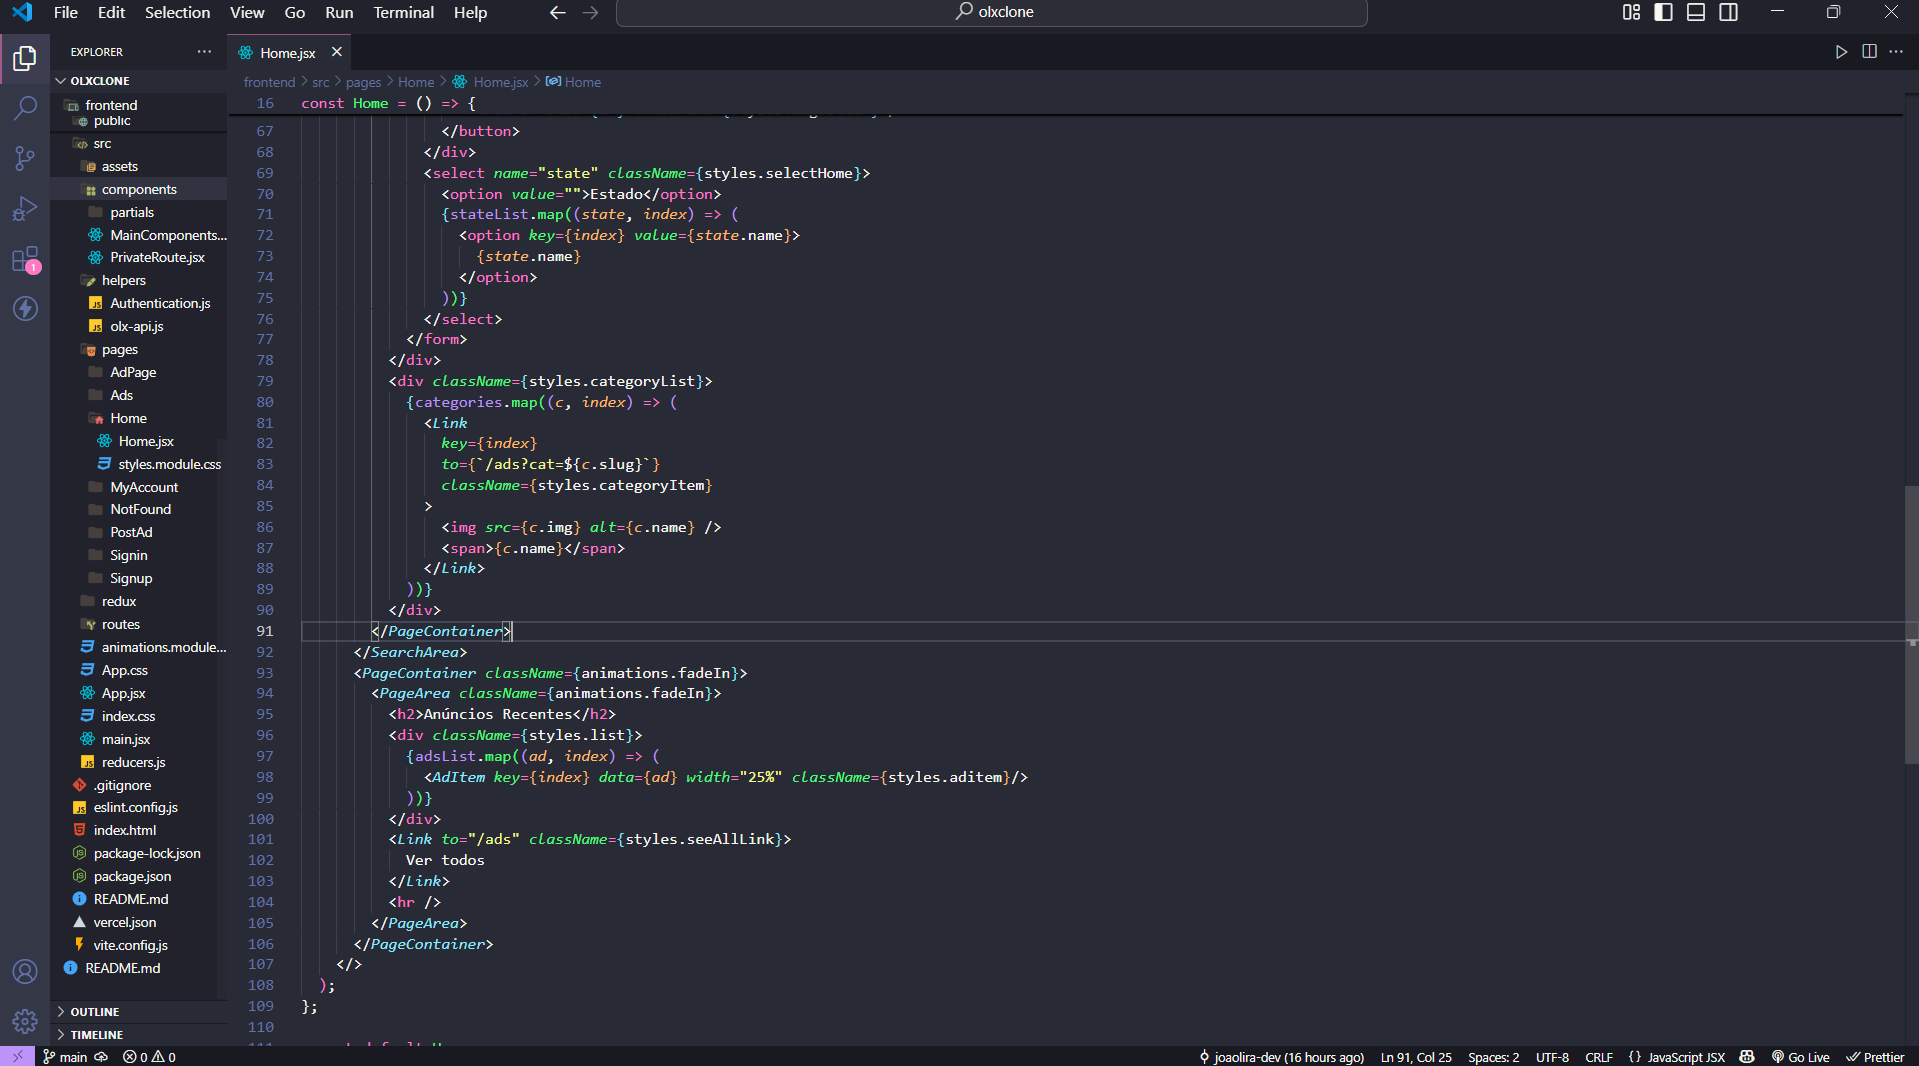 File Edit Selection View Go Run Terminal Help
olxclone
EXPLORER
OLXCLONE
frontend
public
src
assets
components
partials
MainComponents...
PrivateRoute.jsx
helpers
JS Authentication.js
JS olx-api.js
pages
AdPage
Ads
Home
Home.jsx
styles.module.css
MyAccount
NotFound
PostAd
Signin
Signup
redux
routes
animations.module...
App.css
App.jsx
index.css
main.jsx
JS reducers.js
.gitignore
JS eslint.config.js
index.html
package-lock.json
package.json
README.md
vercel.json
vite.config.js
README.md
OUTLINE
TIMELINE
1
Home.jsx
frontend > src > pages > Home > Home.jsx > Home
16 const Home = () => {
67 </button>
68 </div>
69 <select name="state" className={styles.selectHome}>
70 <option value="">Estado</option>
71 {stateList.map((state, index) => (
72 <option key={index} value={state.name}>
73 {state.name}
74 </option>
75 ))}
76 </select>
77 </form>
78 </div>
79 <div className={styles.categoryList}>
80 {categories.map((c, index) => (
81 <Link
82 key={index}
83 to={`/ads?cat=${c.slug}`}
84 className={styles.categoryItem}
85 >
86 <img src={c.img} alt={c.name} />
87 <span>{c.name}</span>
88 </Link>
89 ))}
90 </div>
91 </PageContainer>
92 </SearchArea>
93 <PageContainer className={animations.fadeIn}>
94 <PageArea className={animations.fadeIn}>
95 <h2>Anúncios Recentes</h2>
96 <div className={styles.list}>
97 {adsList.map((ad, index) => (
98 <AdItem key={index} data={ad} width="25%" className={styles.aditem}/>
99 ))}
100 </div>
101 <Link to="/ads" className={styles.seeAllLink}>
102 Ver todos
103 </Link>
104 <hr />
105 </PageArea>
106 </PageContainer>
107 </>
108 );
109 };
110
main 0 0 joaolira-dev (16 hours ago) Ln 91, Col 25 Spaces: 2 UTF-8 CRLF {} JavaScript JSX Go Live Prettier